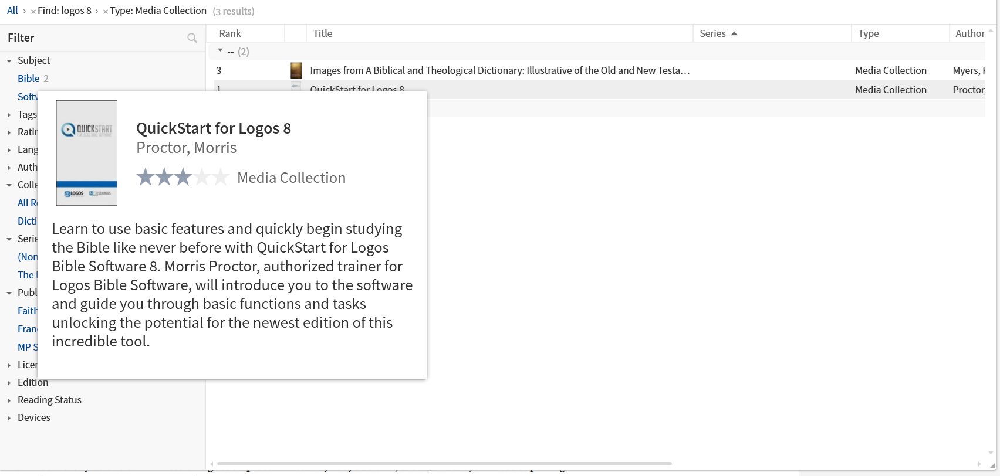 All › × Find: logos 8 › × Type: Media Collection (3 results)
Filter
Rank Title Series Type Author
Subject
-- (2)
Bible 2
3 Images from A Biblical and Theological Dictionary: Illustrative of the Old and New Testa… Media Collection Myers,
1 QuickStart for Logos 8 Media Collection Proctor,
Softw
Tags
Ratin
Lang
Auth
Colle
All Re
Dicti
Serie
(Non
The
Publ
Faith
Fran
MP S
Licen
Edition
Reading Status
Devices
QUICKSTART
LOGOS
QuickStart for Logos 8
Proctor, Morris
Media Collection
Learn to use basic features and quickly begin studying
the Bible like never before with QuickStart for Logos
Bible Software 8. Morris Proctor, authorized trainer for
Logos Bible Software, will introduce you to the software
and guide you through basic functions and tasks
unlocking the potential for the newest edition of this
incredible tool.